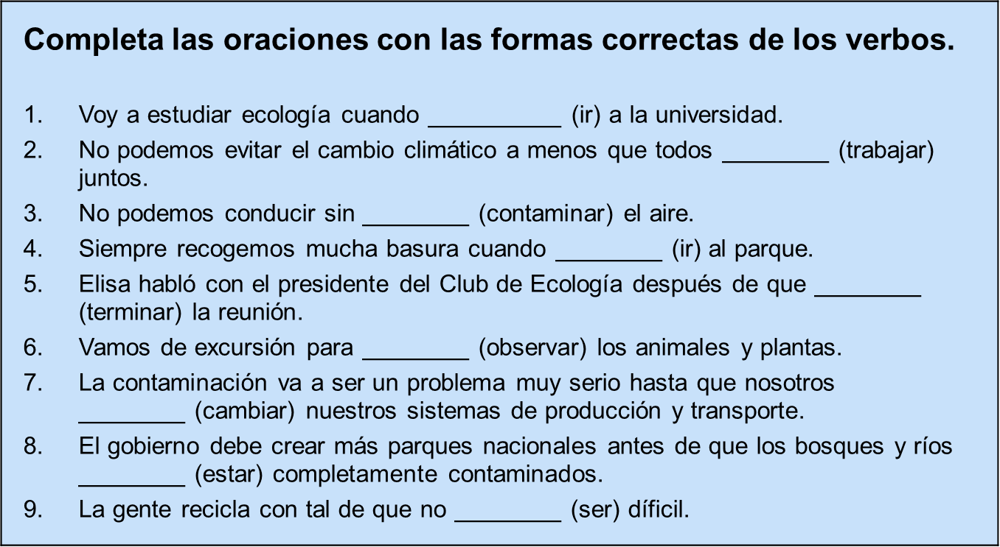 Completa las oraciones con las formas correctas de los verbos.
1. Voy a estudiar ecología cuando __________ (ir) a la universidad.
2. No podemos evitar el cambio climático a menos que todos ________ (trabajar)
juntos.
3. No podemos conducir sin ________ (contaminar) el aire.
4. Siempre recogemos mucha basura cuando ________ (ir) al parque.
5. Elisa habló con el presidente del Club de Ecología después de que ________
(terminar) la reunión.
6. Vamos de excursión para ________ (observar) los animales y plantas.
7. La contaminación va a ser un problema muy serio hasta que nosotros
________ (cambiar) nuestros sistemas de producción y transporte.
8. El gobierno debe crear más parques nacionales antes de que los bosques y ríos
________ (estar) completamente contaminados.
9. La gente recicla con tal de que no ________ (ser) díficil.